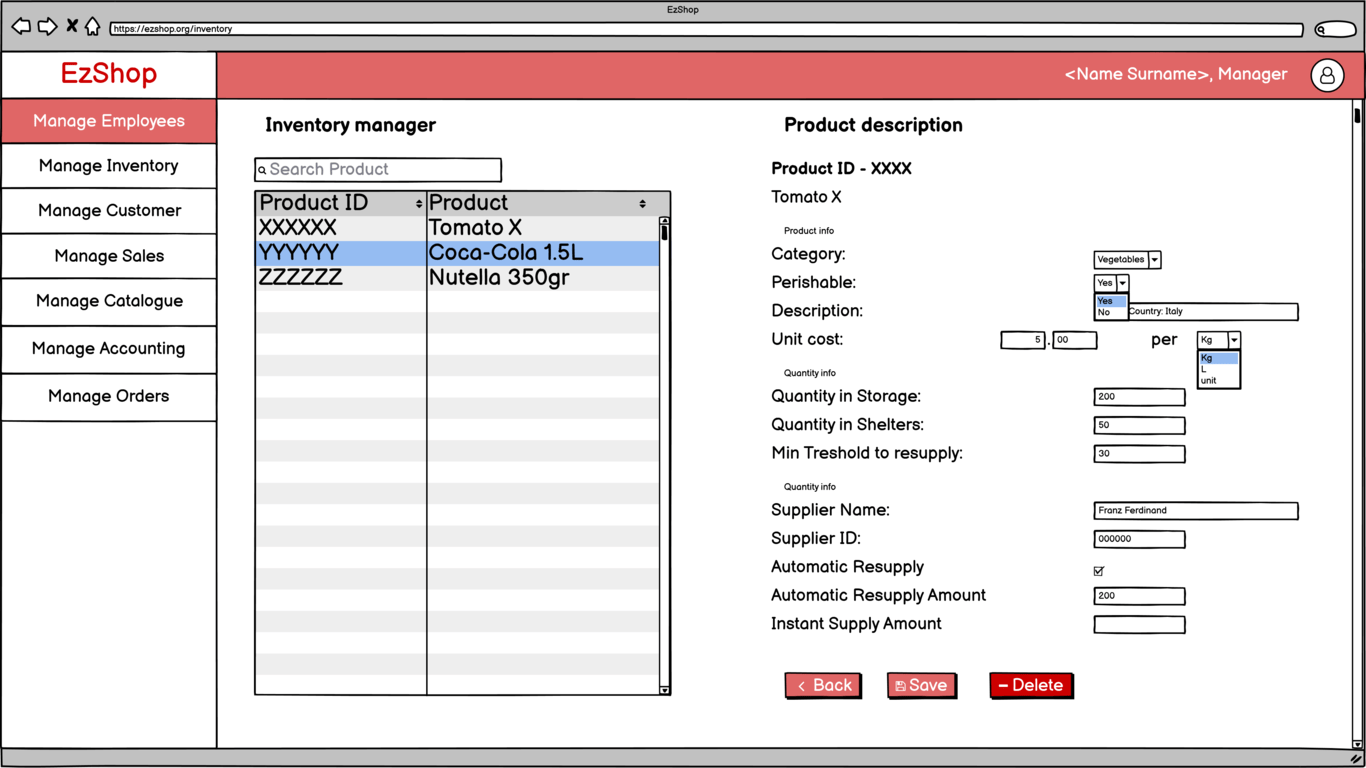 EzShop
https://ezshop.org/inventory
EzShop
<Name Surname>, Manager
Manage Employees
Manage Inventory
Manage Customer
Manage Sales
Manage Catalogue
Manage Accounting
Manage Orders
Inventory manager
Search Product
Product ID Product
XXXXXX Tomato X
YYYYYY Coca-Cola 1.5L
ZZZZZZ Nutella 350gr
Product description
Product ID - XXXX
Tomato X
Product info
Category: Vegetables
Perishable: Yes
Yes
No
Description: Country: Italy
Unit cost: 5 . 00 per Kg
Kg
L
unit
Quantity info
Quantity in Storage: 200
Quantity in Shelters: 50
Min Treshold to resupply: 30
Quantity info
Supplier Name: Franz Ferdinand
Supplier ID: 000000
Automatic Resupply
Automatic Resupply Amount 200
Instant Supply Amount
< Back Save - Delete